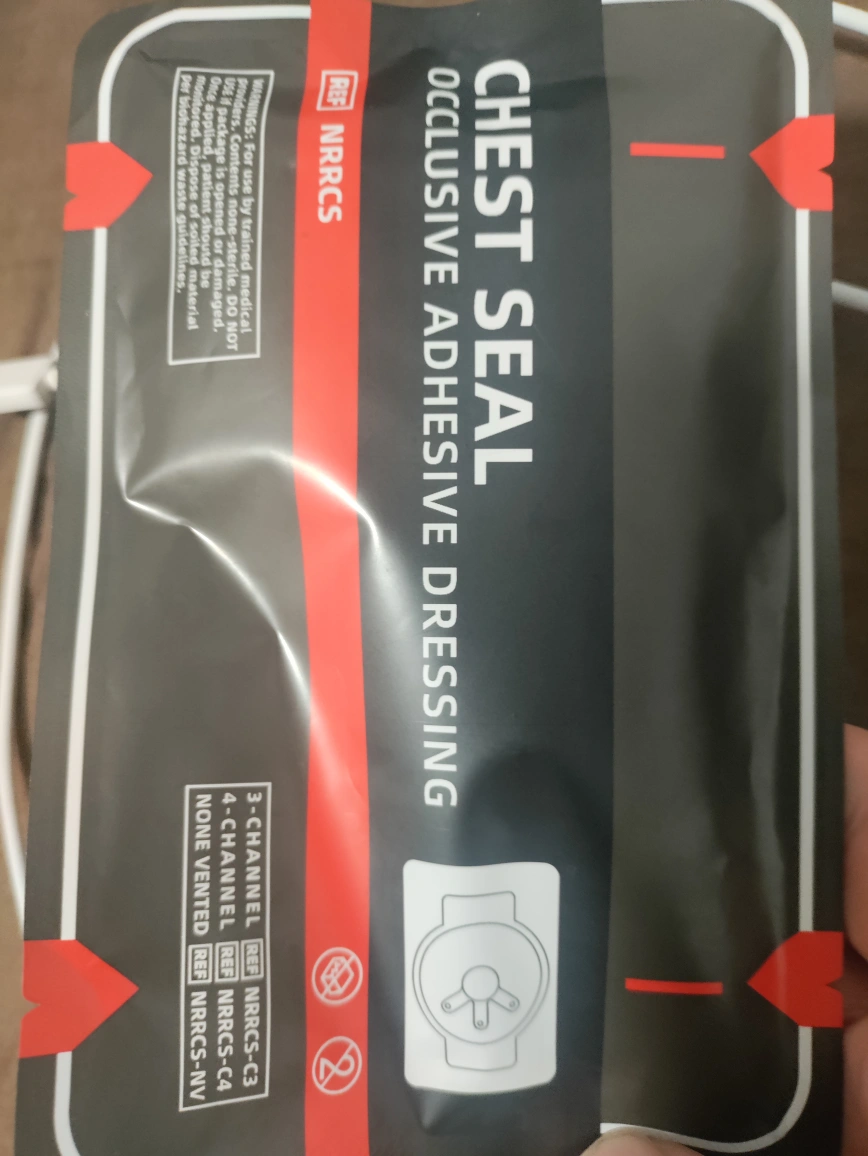 CHEST SEAL
OCCLUSIVE ADHESIVE DRESSING
REF NRRCS
2
WARNINGS: For use by trained medical
providers. Contents none-sterile. DO NOT
USE if package is opened or damaged.
Once applied, patient should be
monitored. Dispose of soiled material
per biohazard waste guidelines.
3-CHANNEL REF NRRCS-C3
4-CHANNEL REF NRRCS-C4
NONE VENTED REF NRRCS-NV